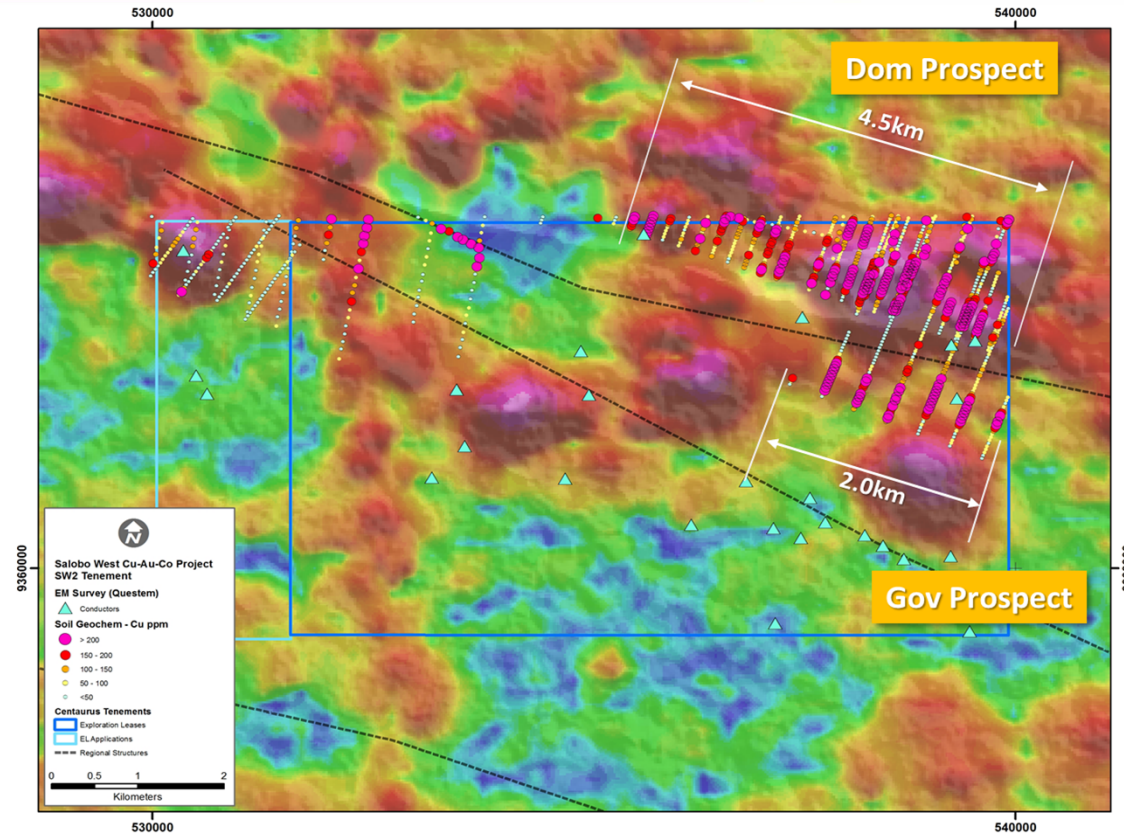 530000
540000
Dom Prospect
4.5km
2.0km
9360000
Gov Prospect
N
Salobo West Cu-Au-Co Project
SW2 Tenement
EM Survey (Questem)
Conductors
Soil Geochem - Cu ppm
> 200
150 - 200
100 - 150
50 - 100
<50
Centaurus Tenements
Exploration Leases
EL Applications
Regional Structures
0 0.5 1 2
Kilometers
530000
540000